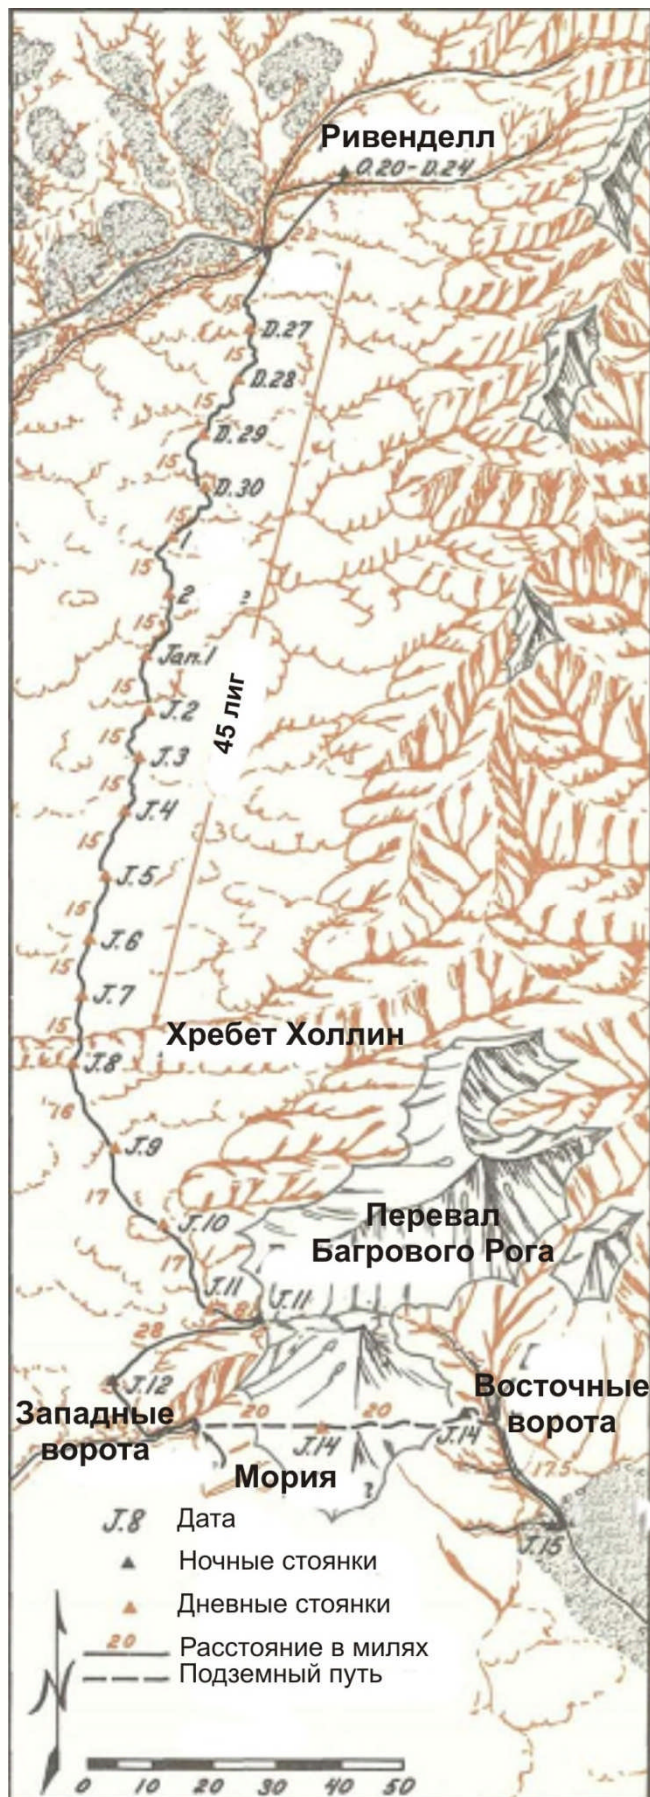 Ривенделл
O.20-D.24
22
15
D.27
15
D.28
15
D.29
15
D.30
15
1
15
2
?
15
Jan.1
15
J.2
45 лиг
15
J.3
15
J.4
15
J.5
15
J.6
15
J.7
15
Хребет Холлин
J.8
16
J.9
17
J.10
Перевал
Багрового Рога
17
J.11
8
J.11
28
J.12
Западные
ворота
Восточные
ворота
20
20
J.14
J.14
Мория
?
17.5
J.15
J.8 Дата
Ночные стоянки
Дневные стоянки
20 Расстояние в милях
Подземный путь
N
0 10 20 30 40 50